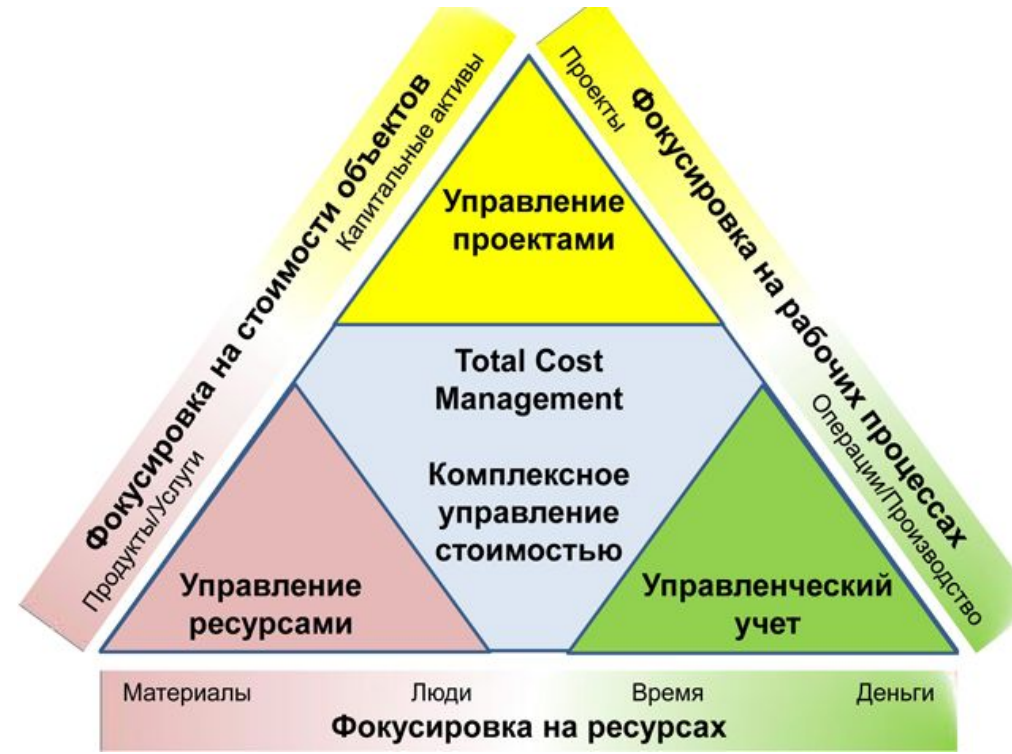 Фокусировка на стоимости объектов
Капитальные активы
Продукты/Услуги
Проекты
Фокусировка на рабочих процессах
Операции/Производство
Управление
проектами
Total Cost
Management
Комплексное
управление
стоимостью
Управление
ресурсами
Управленческий
учет
Материалы Люди Время Деньги
Фокусировка на ресурсах